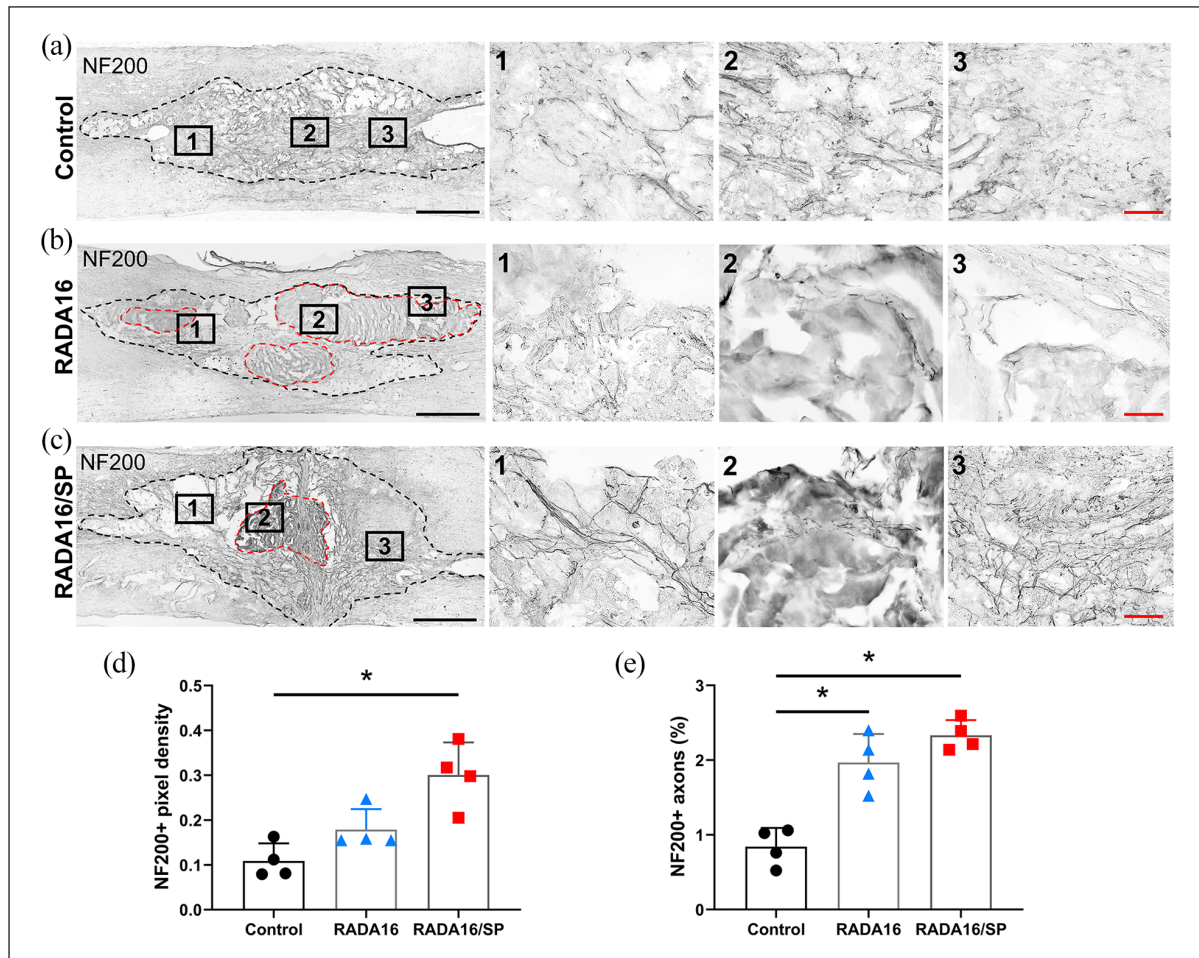 (a)
Control
NF200
1
2
3
1
2
3
(b)
RADA16
NF200
1
2
3
1
2
3
(c)
RADA16/SP
NF200
1
2
3
1
2
3
(d)
NF200+ pixel density
0.5
0.4
0.3
0.2
0.1
0.0
*
Control RADA16 RADA16/SP
(e)
NF200+ axons (%)
3
2
1
0
*
*
Control RADA16 RADA16/SP